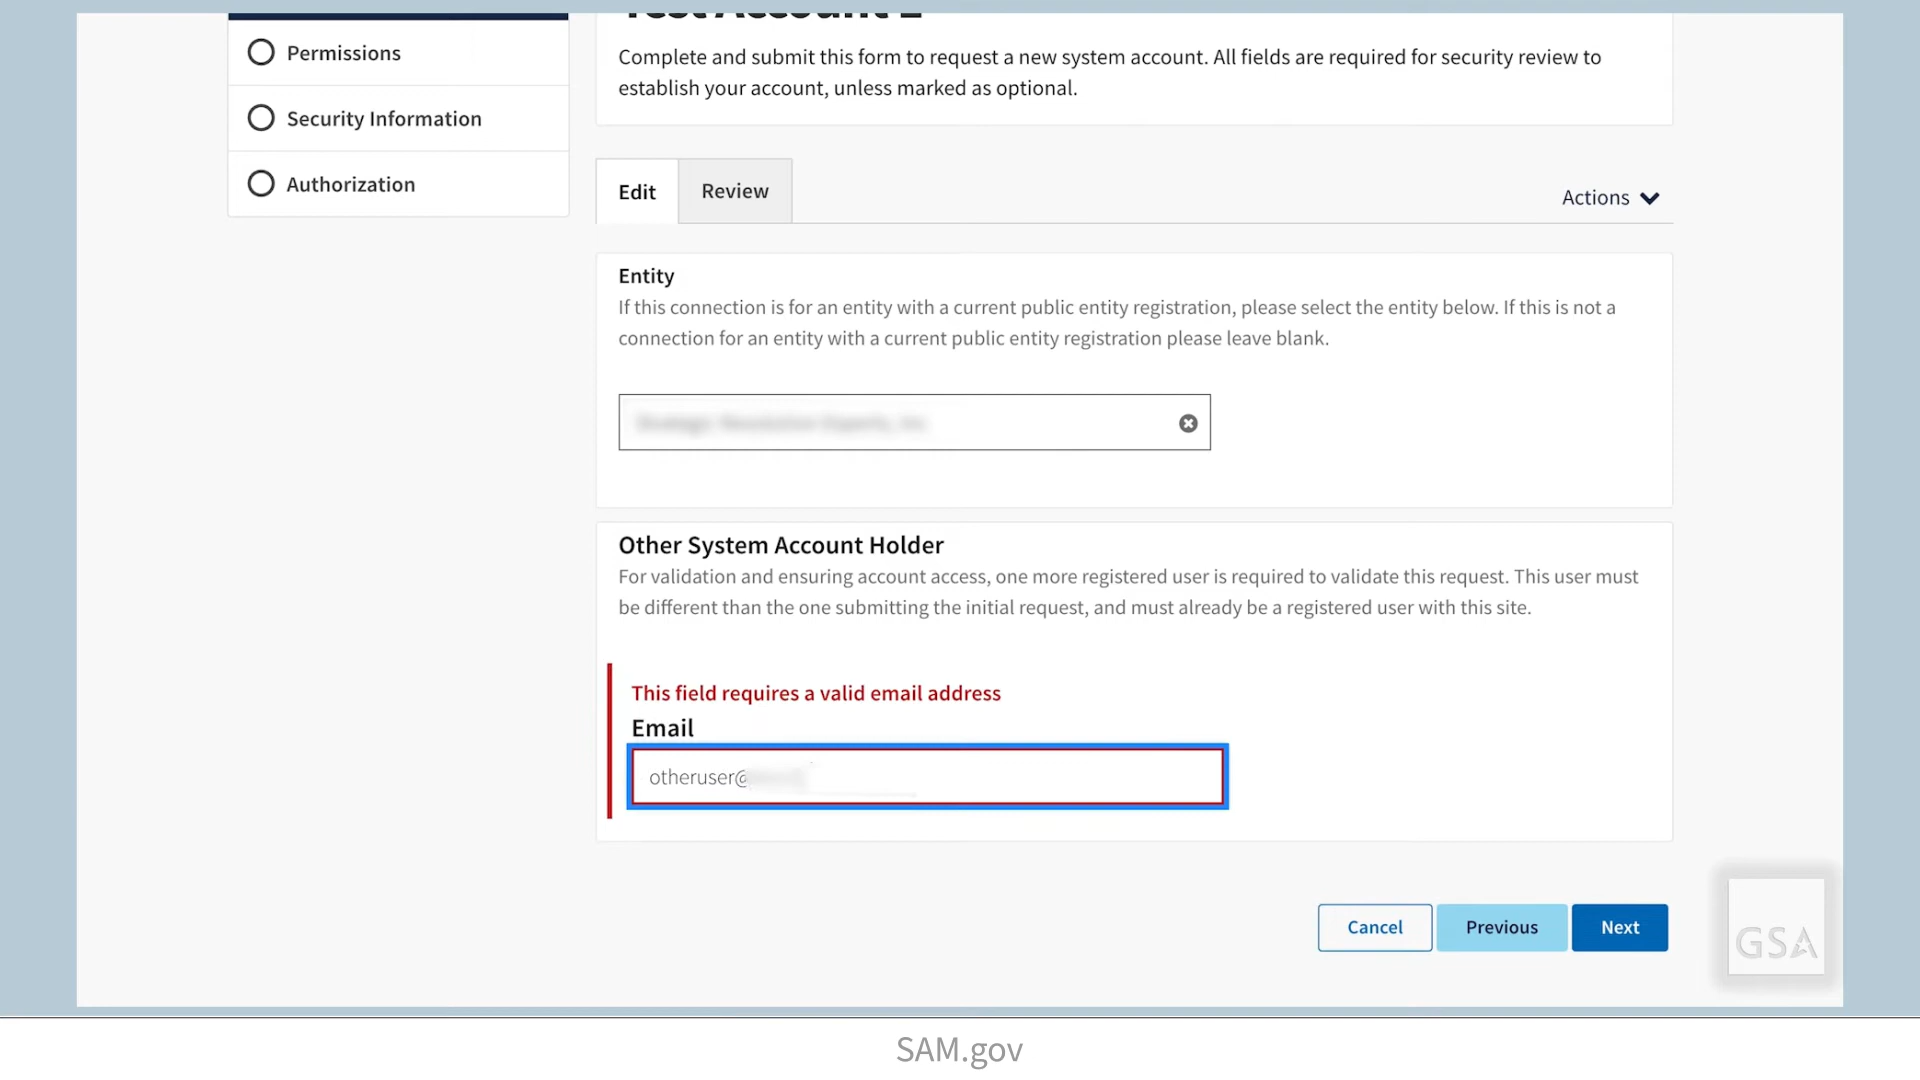 Permissions
Security Information
Authorization
Complete and submit this form to request a new system account. All fields are required for security review to
establish your account, unless marked as optional.
Edit
Review
Actions
Entity
If this connection is for an entity with a current public entity registration, please select the entity below. If this is not a
connection for an entity with a current public entity registration please leave blank.
Other System Account Holder
For validation and ensuring account access, one more registered user is required to validate this request. This user must
be different than the one submitting the initial request, and must already be a registered user with this site.
This field requires a valid email address
Email
otheruser@
Cancel
Previous
Next
GSA
SAM.gov